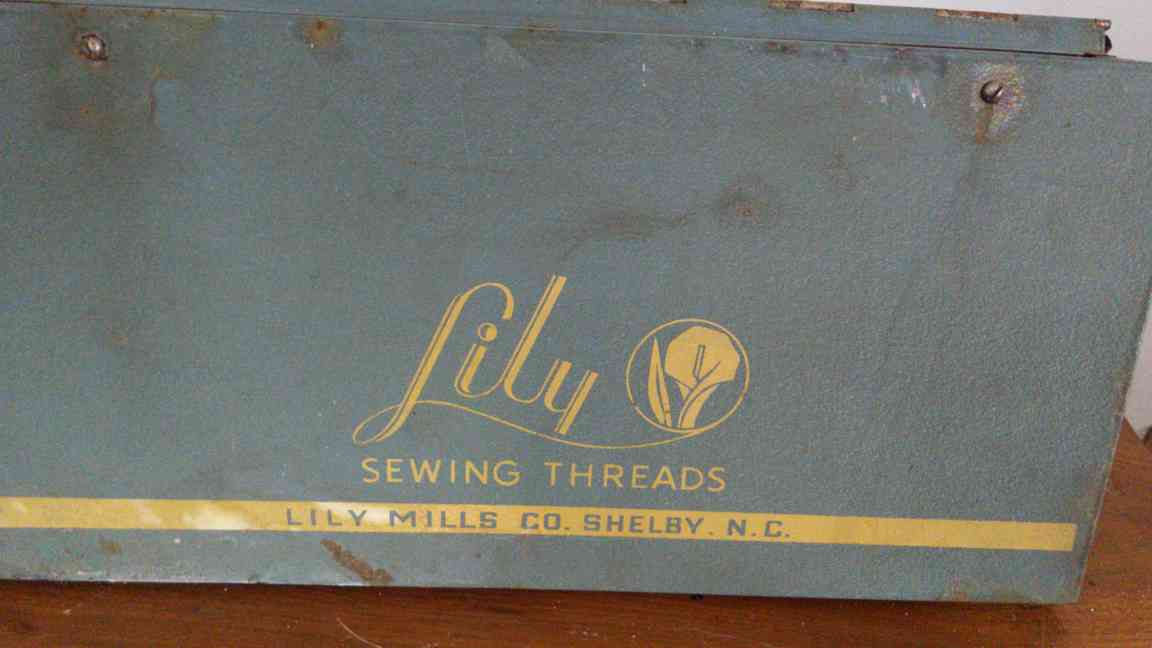 Lily
SEWING THREADS
LILY MILLS CO. SHELBY. N.C.